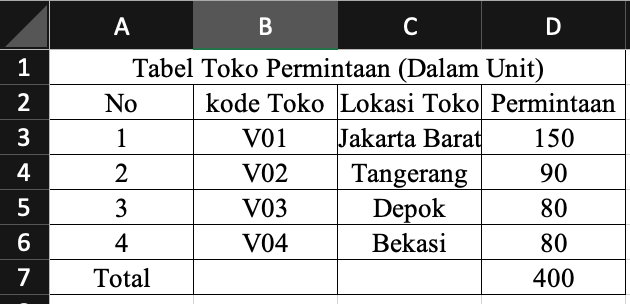 A B C D
1 Tabel Toko Permintaan (Dalam Unit)
2 No kode Toko Lokasi Toko Permintaan
3 1 V01 Jakarta Barat 150
4 2 V02 Tangerang 90
5 3 V03 Depok 80
6 4 V04 Bekasi 80
7 Total 400